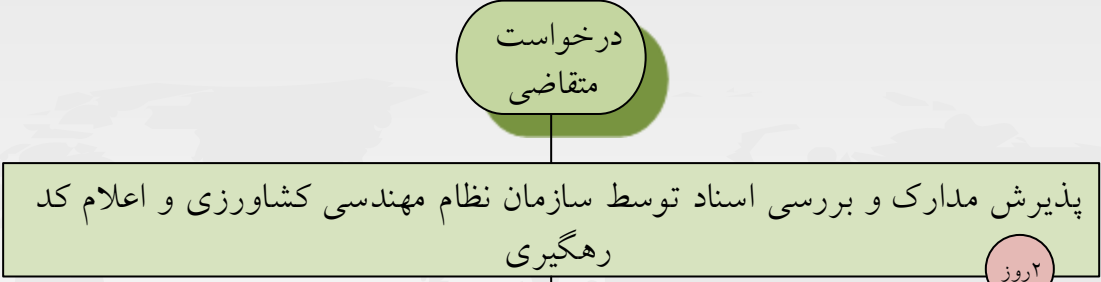 درخواست
متقاضی
پذیرش مدارک و بررسی اسناد توسط سازمان نظام مهندسی کشاورزی و اعلام کد
رهگیری
۲روز